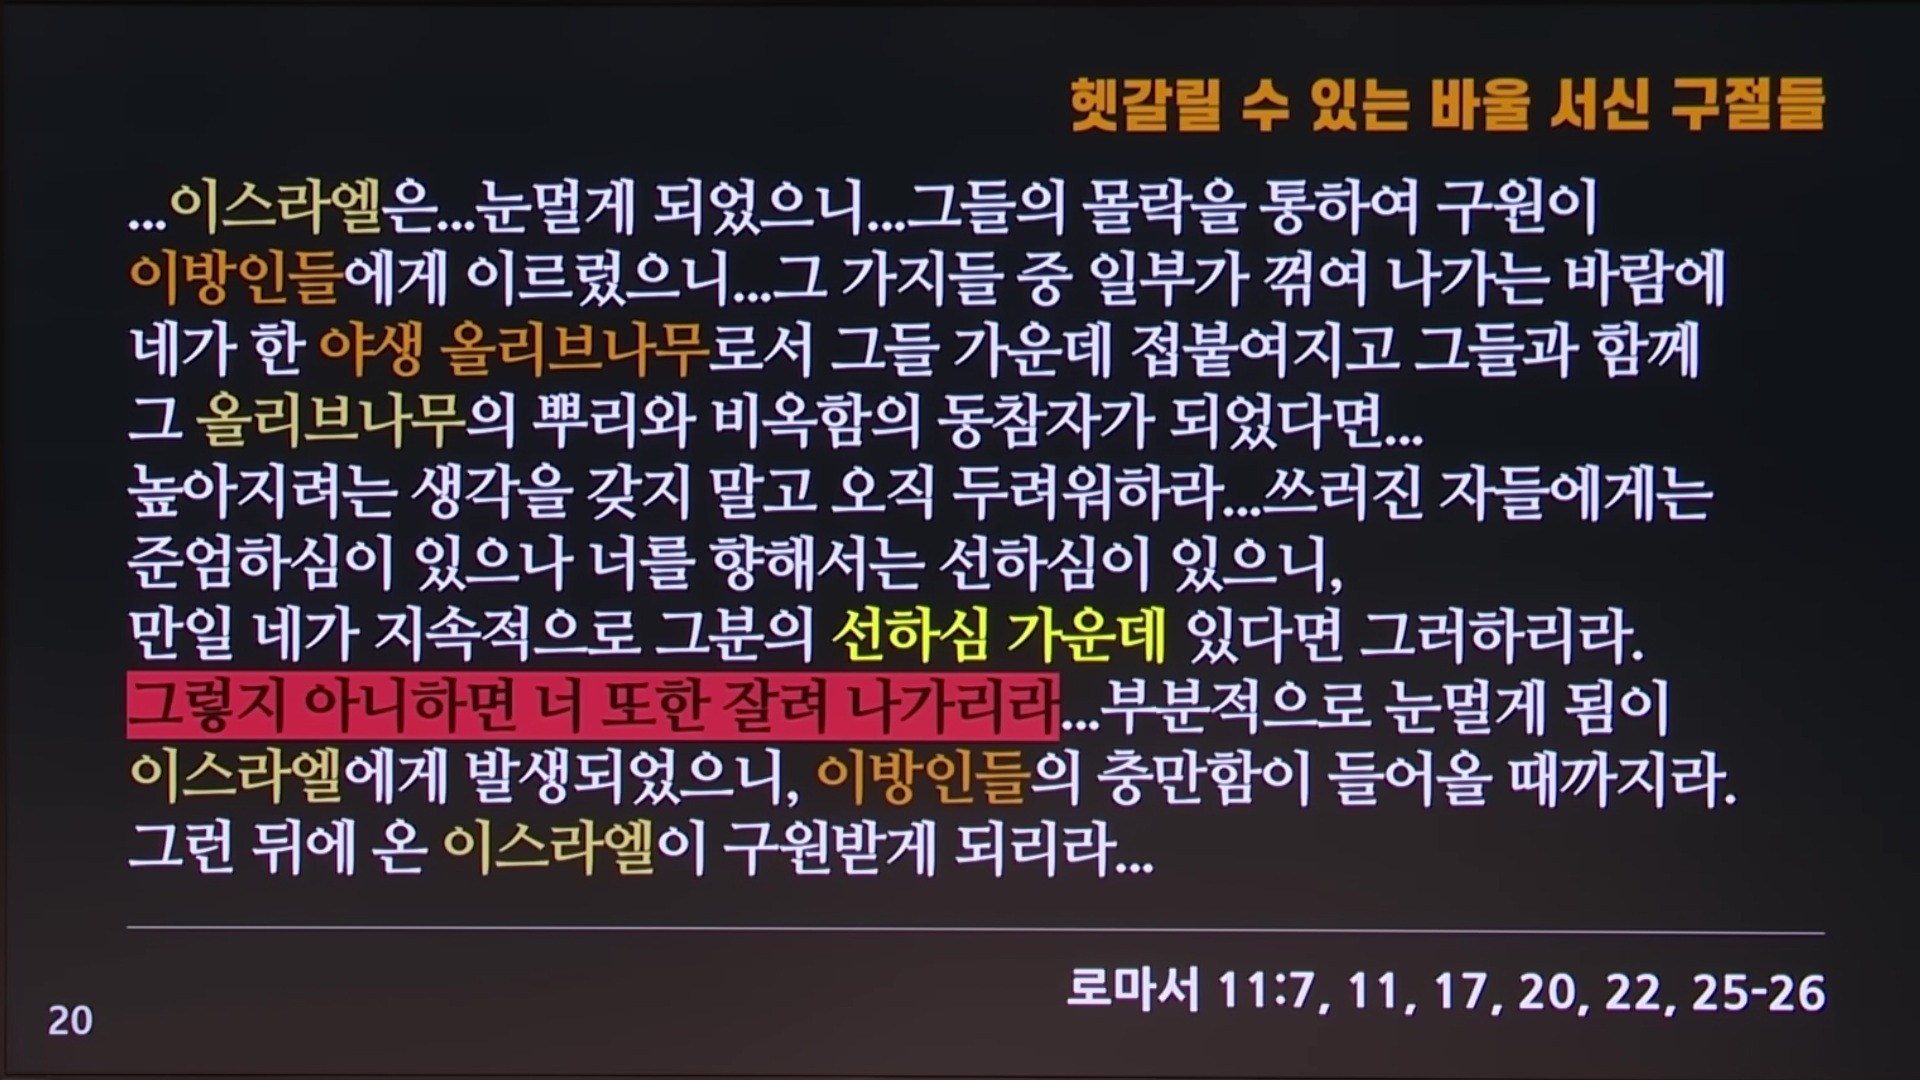 헷갈릴 수 있는 바울 서신 구절들
...이스라엘은...눈멀게 되었으니...그들의 몰락을 통하여 구원이
이방인들에게 이르렀으니...그 가지들 중 일부가 꺾여 나가는 바람에
네가 한 야생 올리브나무로서 그들 가운데 접붙여지고 그들과 함께
그 올리브나무의 뿌리와 비옥함의 동참자가 되었다면...
높아지려는 생각을 갖지 말고 오직 두려워하라...쓰러진 자들에게는
준엄하심이 있으나 너를 향해서는 선하심이 있으니,
만일 네가 지속적으로 그분의 선하심 가운데 있다면 그러하리라.
그렇지 아니하면 너 또한 잘려 나가리라...부분적으로 눈멀게 됨이
이스라엘에게 발생되었으니, 이방인들의 충만함이 들어올 때까지라.
그런 뒤에 온 이스라엘이 구원받게 되리라...
로마서 11:7, 11, 17, 20, 22, 25-26
20